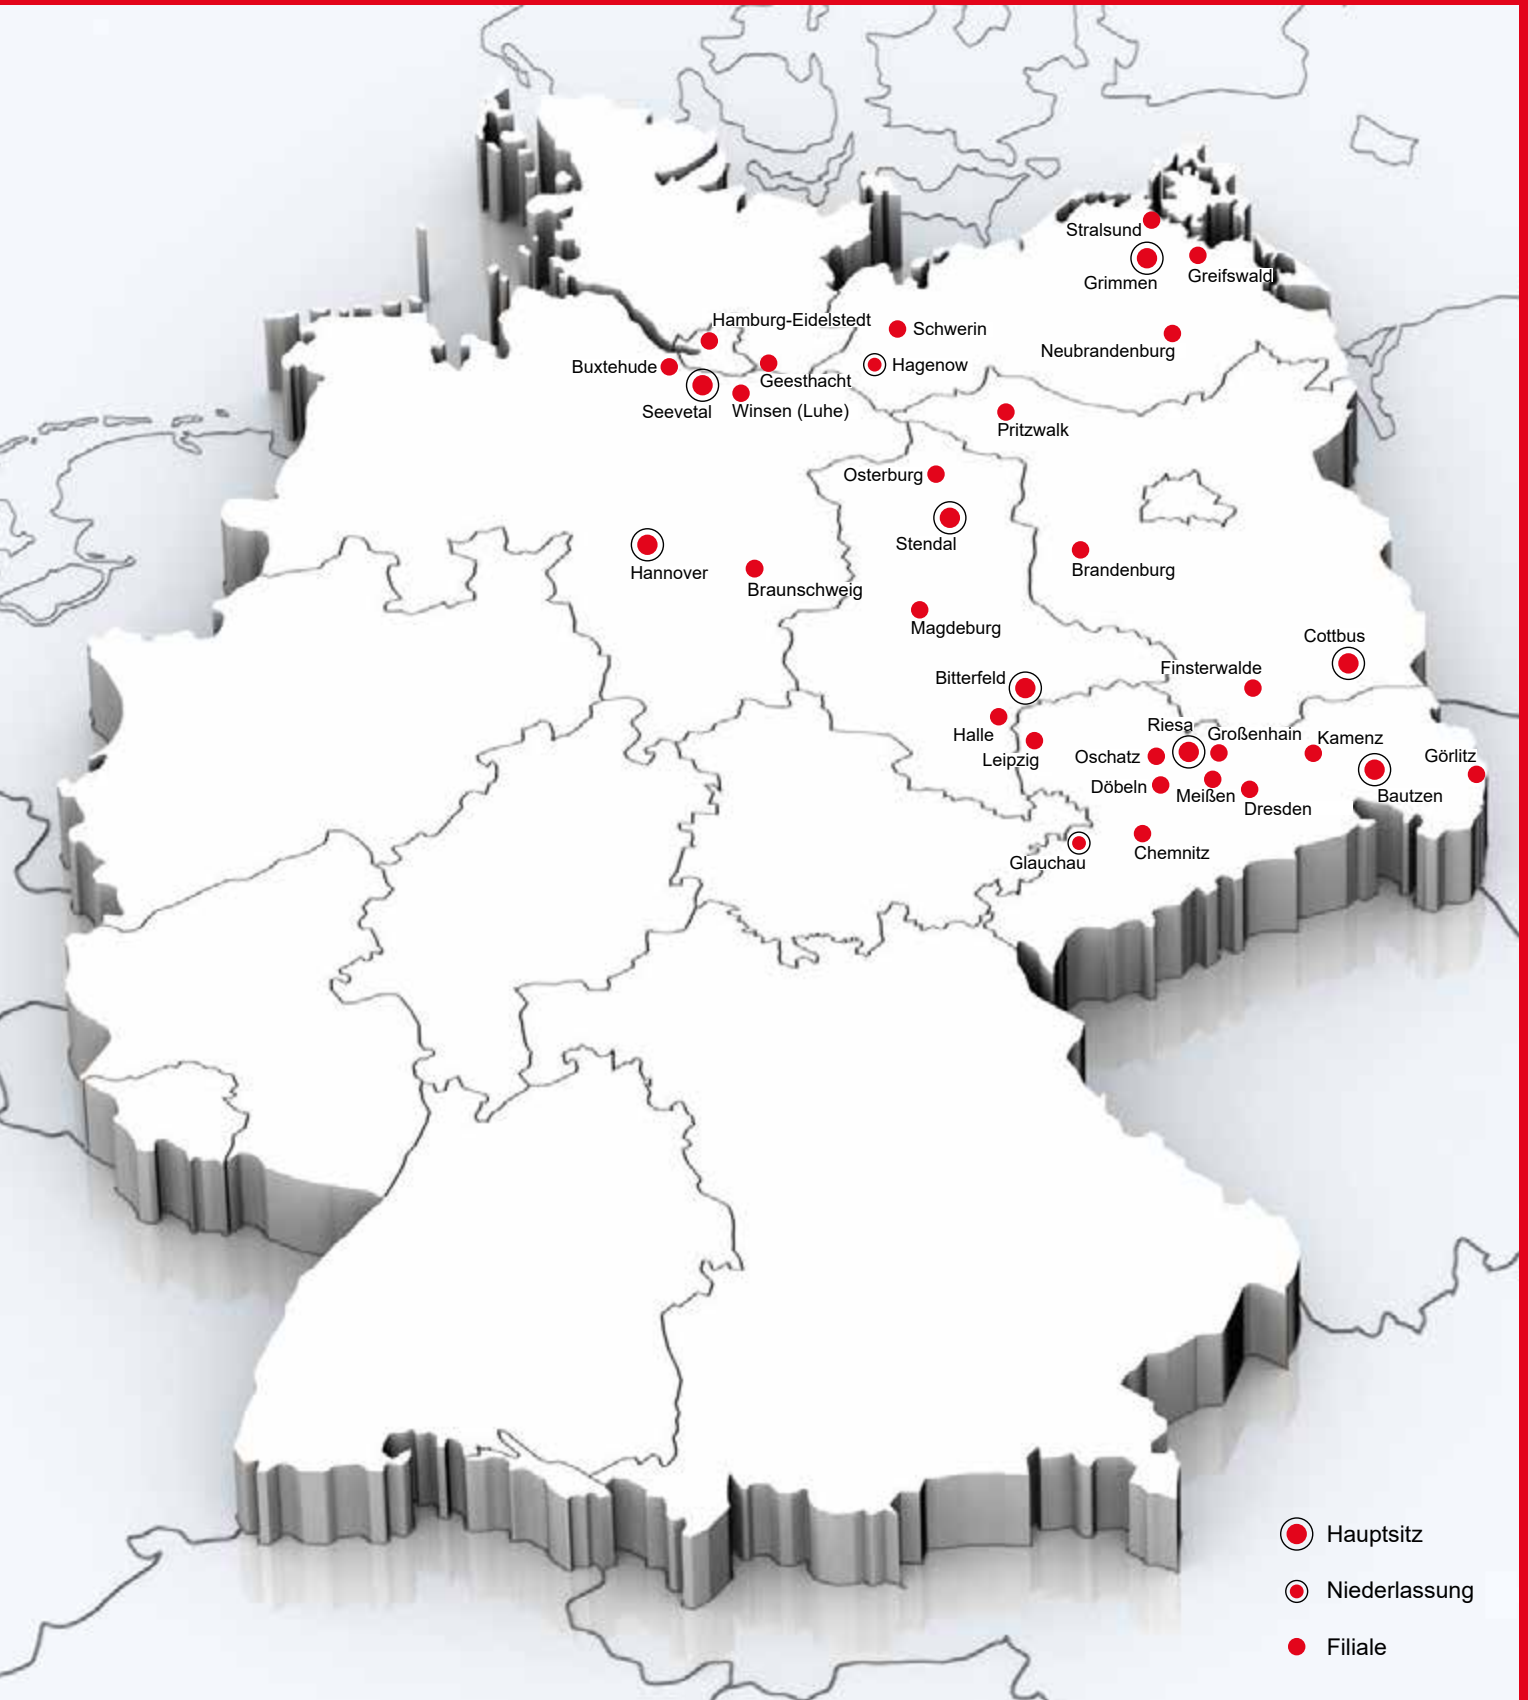 Stralsund
Grimmen
Greifswald
Hamburg-Eidelstedt
Schwerin
Neubrandenburg
Buxtehude
Hagenow
Geesthacht
Seevetal
Winsen (Luhe)
Pritzwalk
Osterburg
Stendal
Hannover
Brandenburg
Braunschweig
Magdeburg
Cottbus
Finsterwalde
Bitterfeld
Riesa
Großenhain
Halle
Kamenz
Leipzig
Oschatz
Görlitz
Döbeln
Meißen
Bautzen
Dresden
Chemnitz
Glauchau
Hauptsitz
Niederlassung
Filiale